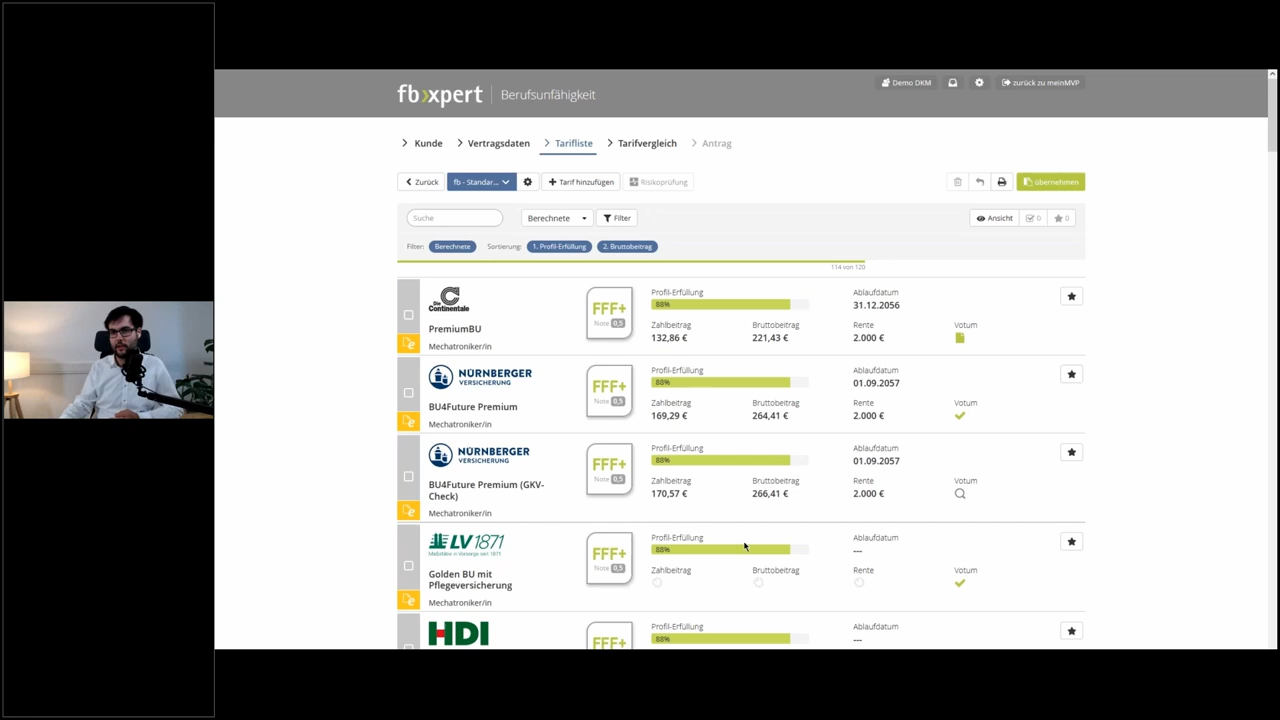 Demo DKM
zurück zu meinMVP
fb xpert
Berufsunfähigkeit
Kunde
Vertragsdaten
Tarifliste
Tarifvergleich
Antrag
Zurück
fb - Standar...
Tarif hinzufügen
Risikoprüfung
übernehmen
Suche
Berechnete
Filter
Ansicht
0
0
Filter:
Berechnete
Sortierung:
1. Profil-Erfüllung
2. Bruttobeitrag
114 von 120
Die Continentale
PremiumBU
Mechatroniker/in
FFF+
Note 0,5
Profil-Erfüllung
88%
Ablaufdatum
31.12.2056
Zahlbeitrag
132,86 €
Bruttobeitrag
221,43 €
Rente
2.000 €
Votum
NÜRNBERGER
VERSICHERUNG
BU4Future Premium
Mechatroniker/in
FFF+
Note 0,5
Profil-Erfüllung
88%
Ablaufdatum
01.09.2057
Zahlbeitrag
169,29 €
Bruttobeitrag
264,41 €
Rente
2.000 €
Votum
NÜRNBERGER
VERSICHERUNG
BU4Future Premium (GKV-
Check)
Mechatroniker/in
FFF+
Note 0,5
Profil-Erfüllung
88%
Ablaufdatum
01.09.2057
Zahlbeitrag
170,57 €
Bruttobeitrag
266,41 €
Rente
2.000 €
Votum
LV 1871
Golden BU mit
Pflegeversicherung
Mechatroniker/in
FFF+
Note 0,5
Profil-Erfüllung
88%
Ablaufdatum
---
Zahlbeitrag
Bruttobeitrag
Rente
Votum
HDI
FFF+
Profil-Erfüllung
88%
Ablaufdatum
---